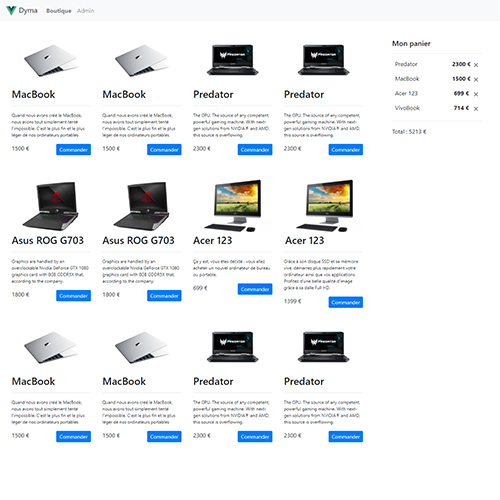 Dyma Boutique Admin
MacBook
Quand nous avons créé le MacBook,
nous avons tout simplement tenté
l'impossible. C'est le plus fin et le plus
léger de nos ordinateurs portables
1500 €
Commander
MacBook
Quand nous avons créé le MacBook,
nous avons tout simplement tenté
l'impossible. C'est le plus fin et le plus
léger de nos ordinateurs portables
1500 €
Commander
Predator
The GPU. The source of any competent,
powerful gaming machine. With next-
gen solutions from NVIDIA® and AMD,
this source is overflowing.
2300 €
Commander
Predator
The GPU. The source of any competent,
powerful gaming machine. With next-
gen solutions from NVIDIA® and AMD,
this source is overflowing.
2300 €
Commander
Mon panier
Predator 2300 € ×
MacBook 1500 € ×
Acer 123 699 € ×
VivoBook 714 € ×
Total : 5213 €
Asus ROG G703
Graphics are handled by an
overclockable Nvidia GeForce GTX 1080
graphics card with 8GB GDDR5X that,
according to the company,
1800 €
Commander
Asus ROG G703
Graphics are handled by an
overclockable Nvidia GeForce GTX 1080
graphics card with 8GB GDDR5X that,
according to the company,
1800 €
Commander
Acer 123
Ça y est, vous êtes décidé : vous allez
acheter un nouvel ordinateur de bureau
ou portable.
699 €
Commander
Acer 123
Grâce à son disque SSD et sa mémoire
vive, démarrez plus rapidement votre
ordinateur ainsi que vos applications.
Profitez d'une belle qualité d'image
grâce à sa dalle Full HD.
1399 €
Commander
MacBook
Quand nous avons créé le MacBook,
nous avons tout simplement tenté
l'impossible. C'est le plus fin et le plus
léger de nos ordinateurs portables
1500 €
Commander
MacBook
Quand nous avons créé le MacBook,
nous avons tout simplement tenté
l'impossible. C'est le plus fin et le plus
léger de nos ordinateurs portables
1500 €
Commander
Predator
The GPU. The source of any competent,
powerful gaming machine. With next-
gen solutions from NVIDIA® and AMD,
this source is overflowing.
2300 €
Commander
Predator
The GPU. The source of any competent,
powerful gaming machine. With next-
gen solutions from NVIDIA® and AMD,
this source is overflowing.
2300 €
Commander